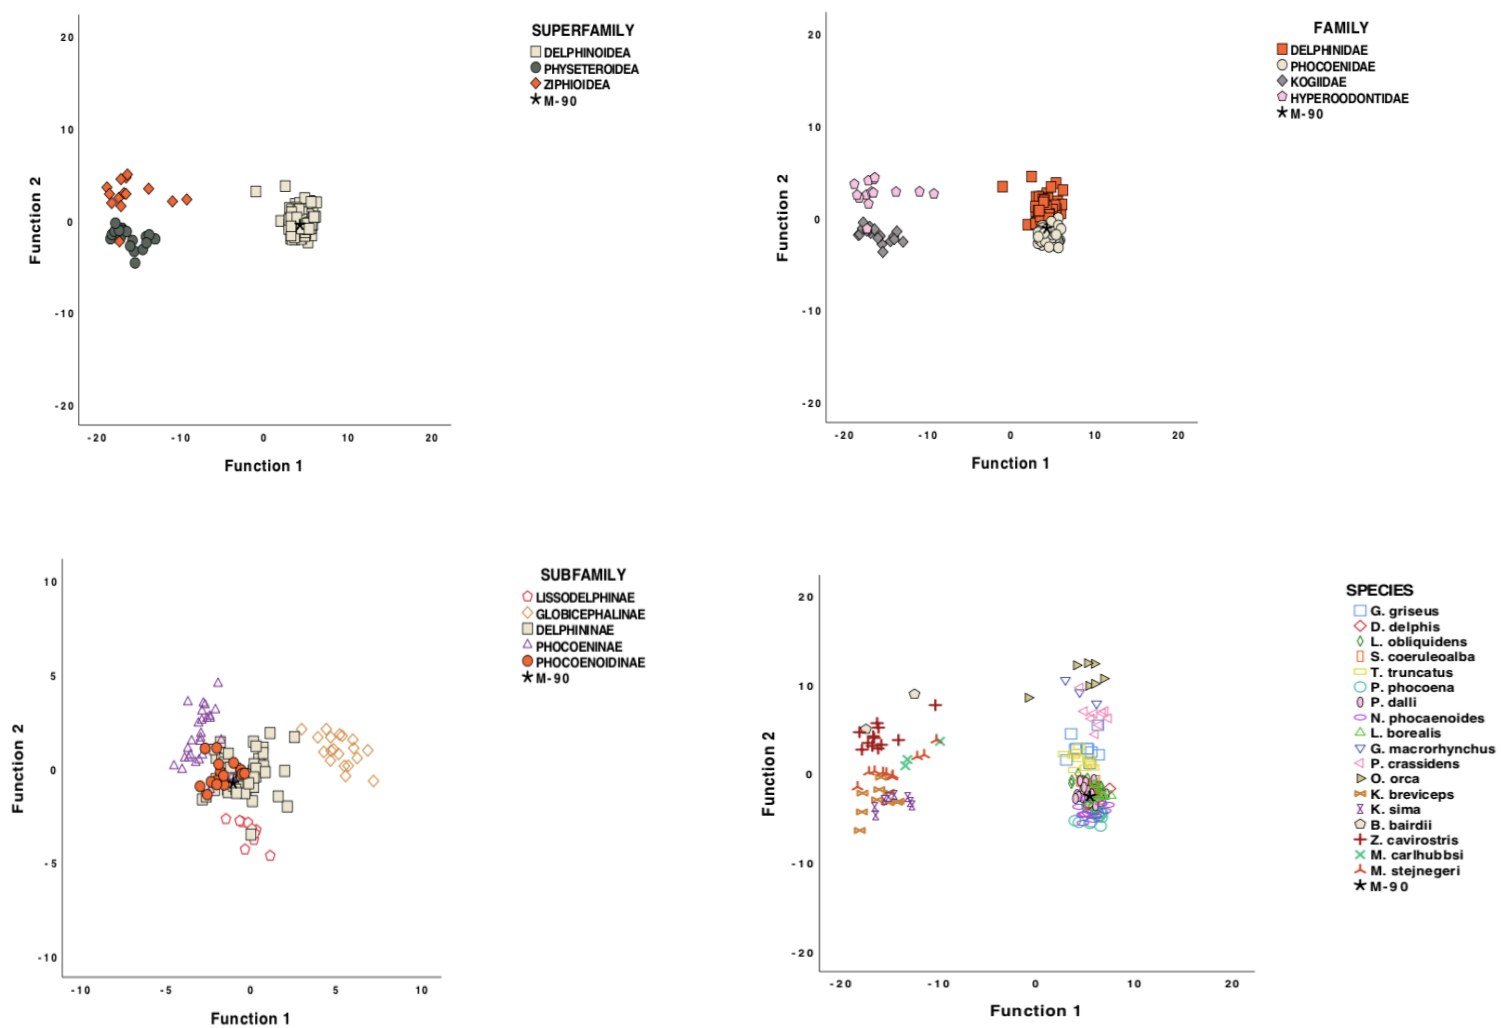 SUPERFAMILY
DELPHINOIDEA
PHYSETEROIDEA
ZIPHIOIDEA
M-90
20
10
0
-10
-20
Function 2
-20 -10 0 10 20
Function 1
FAMILY
DELPHINIDAE
PHOCOENIDAE
KOGIIDAE
HYPEROODONTIDAE
M-90
20
10
0
-10
-20
Function 2
-20 -10 0 10 20
Function 1
SUBFAMILY
LISSODELPHINAE
GLOBICEPHALINAE
DELPHININAE
PHOCOENINAE
PHOCOENOIDINAE
M-90
10
5
0
-5
-10
Function 2
-10 -5 0 5 10
Function 1
SPECIES
G. griseus
D. delphis
L. obliquidens
S. coeruleoalba
T. truncatus
P. phocoena
P. dalli
N. phocaenoides
L. borealis
G. macrorhynchus
P. crassidens
O. orca
K. breviceps
K. sima
B. bairdii
Z. cavirostris
M. carlhubbsi
M. stejnegeri
M-90
20
10
0
-10
-20
Function 2
-20 -10 0 10 20
Function 1